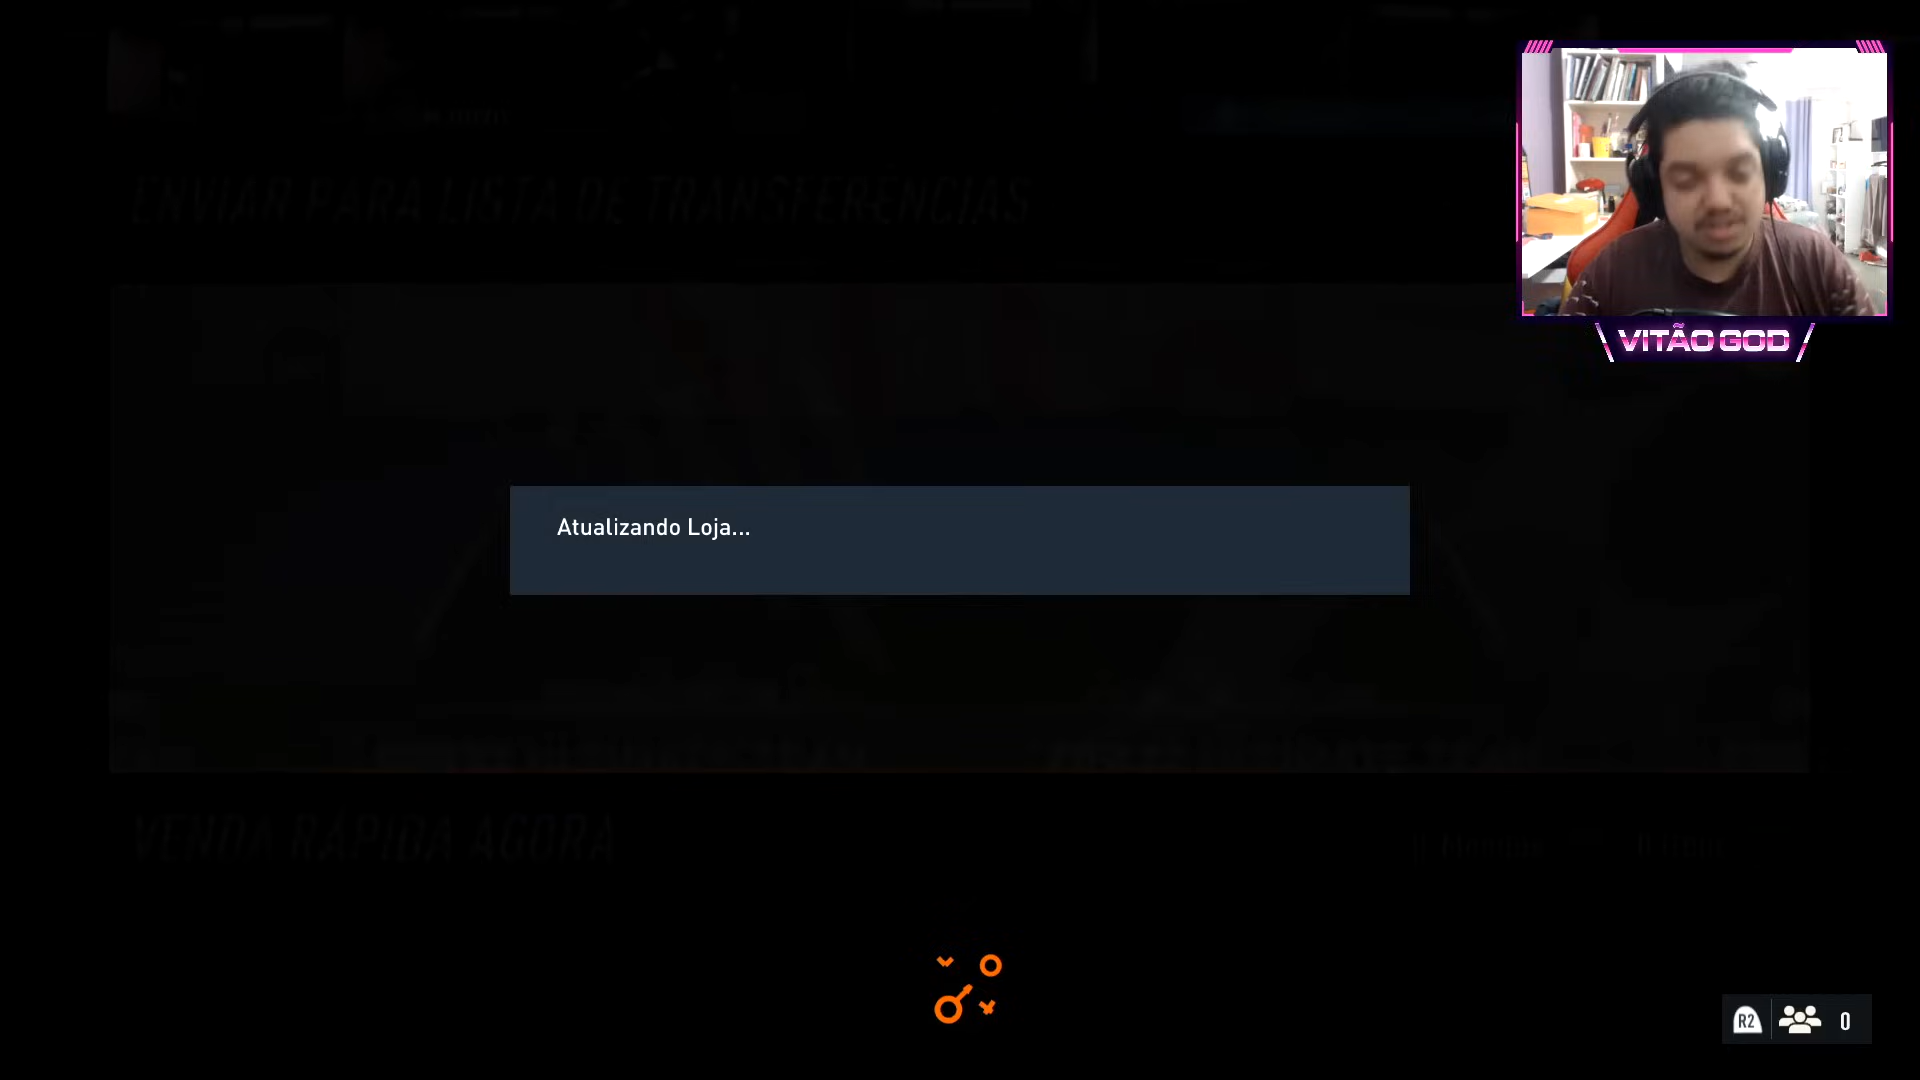 ENVIAR PARA LISTA DE TRANSFERÊNCIAS
VITÃO GOD
Atualizando Loja...
VENDA RÁPIDA AGORA
R2 0